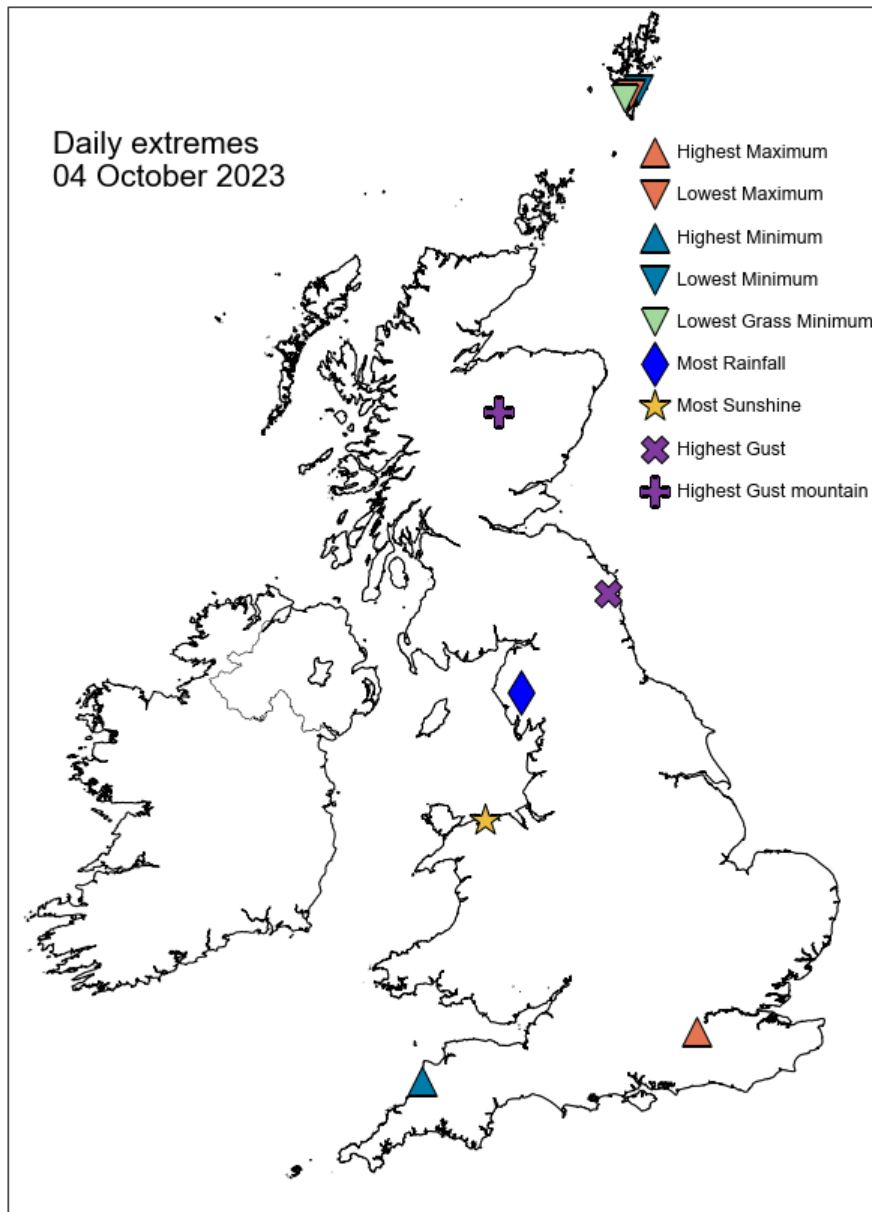 Daily extremes
04 October 2023
Highest Maximum
Lowest Maximum
Highest Minimum
Lowest Minimum
Lowest Grass Minimum
Most Rainfall
Most Sunshine
Highest Gust
Highest Gust mountain